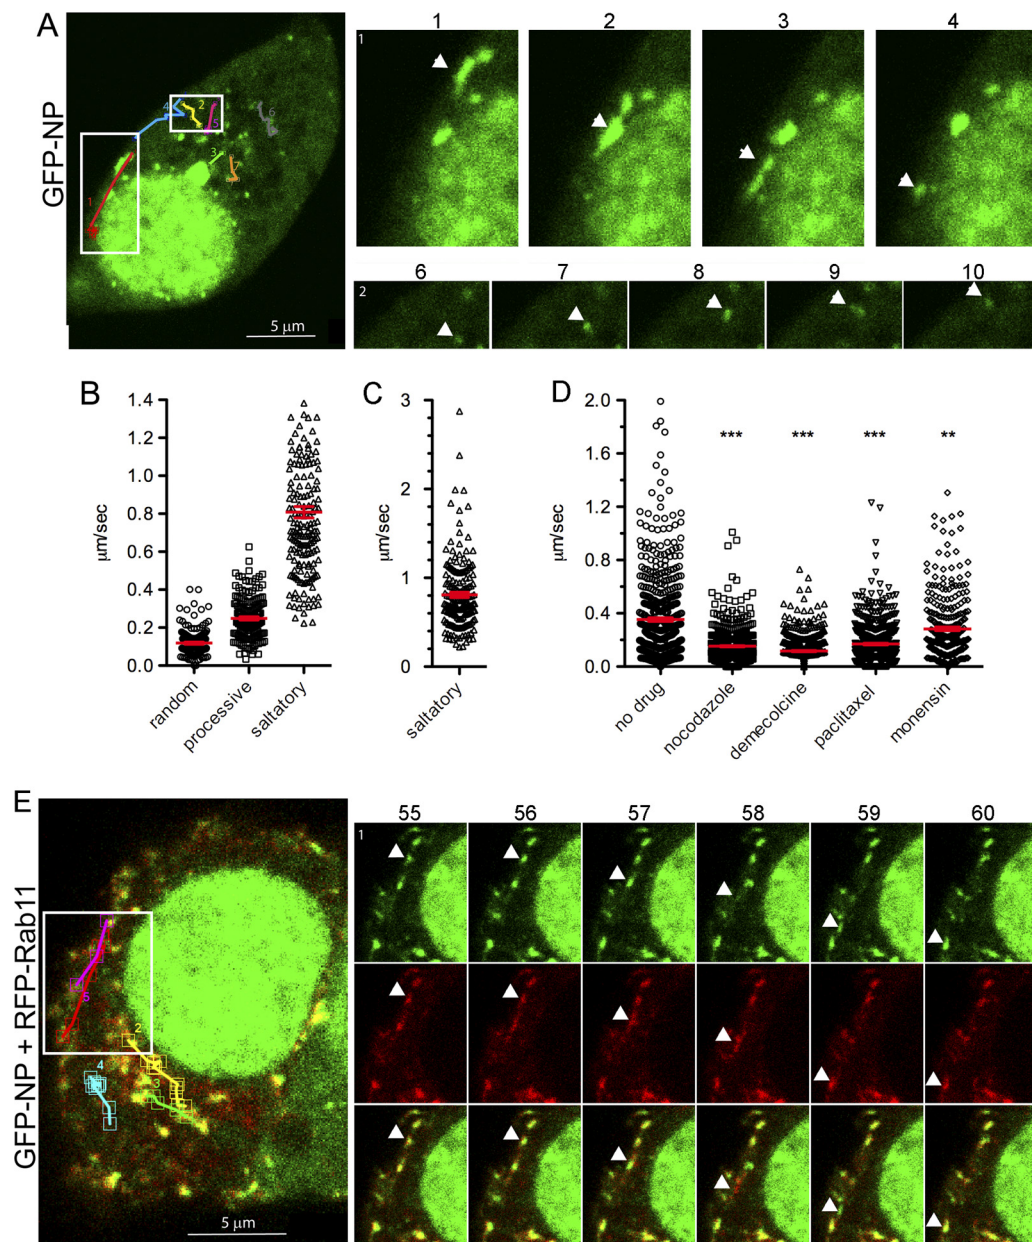 A
GFP-NP
1 2 3 4
1
4 2 5 6
3 7
1
5 μm
6 7 8 9 10
2
B
μm/sec
1.4
1.2
1.0
0.8
0.6
0.4
0.2
0.0
random processive saltatory
C
μm/sec
3
2
1
0
saltatory
D
μm/sec
2.0
1.6
1.2
0.8
0.4
0.0
*** *** *** **
no drug nocodazole demecolcine paclitaxel monensin
E
GFP-NP + RFP-Rab11
55 56 57 58 59 60
1
5
2
4 3
5 μm